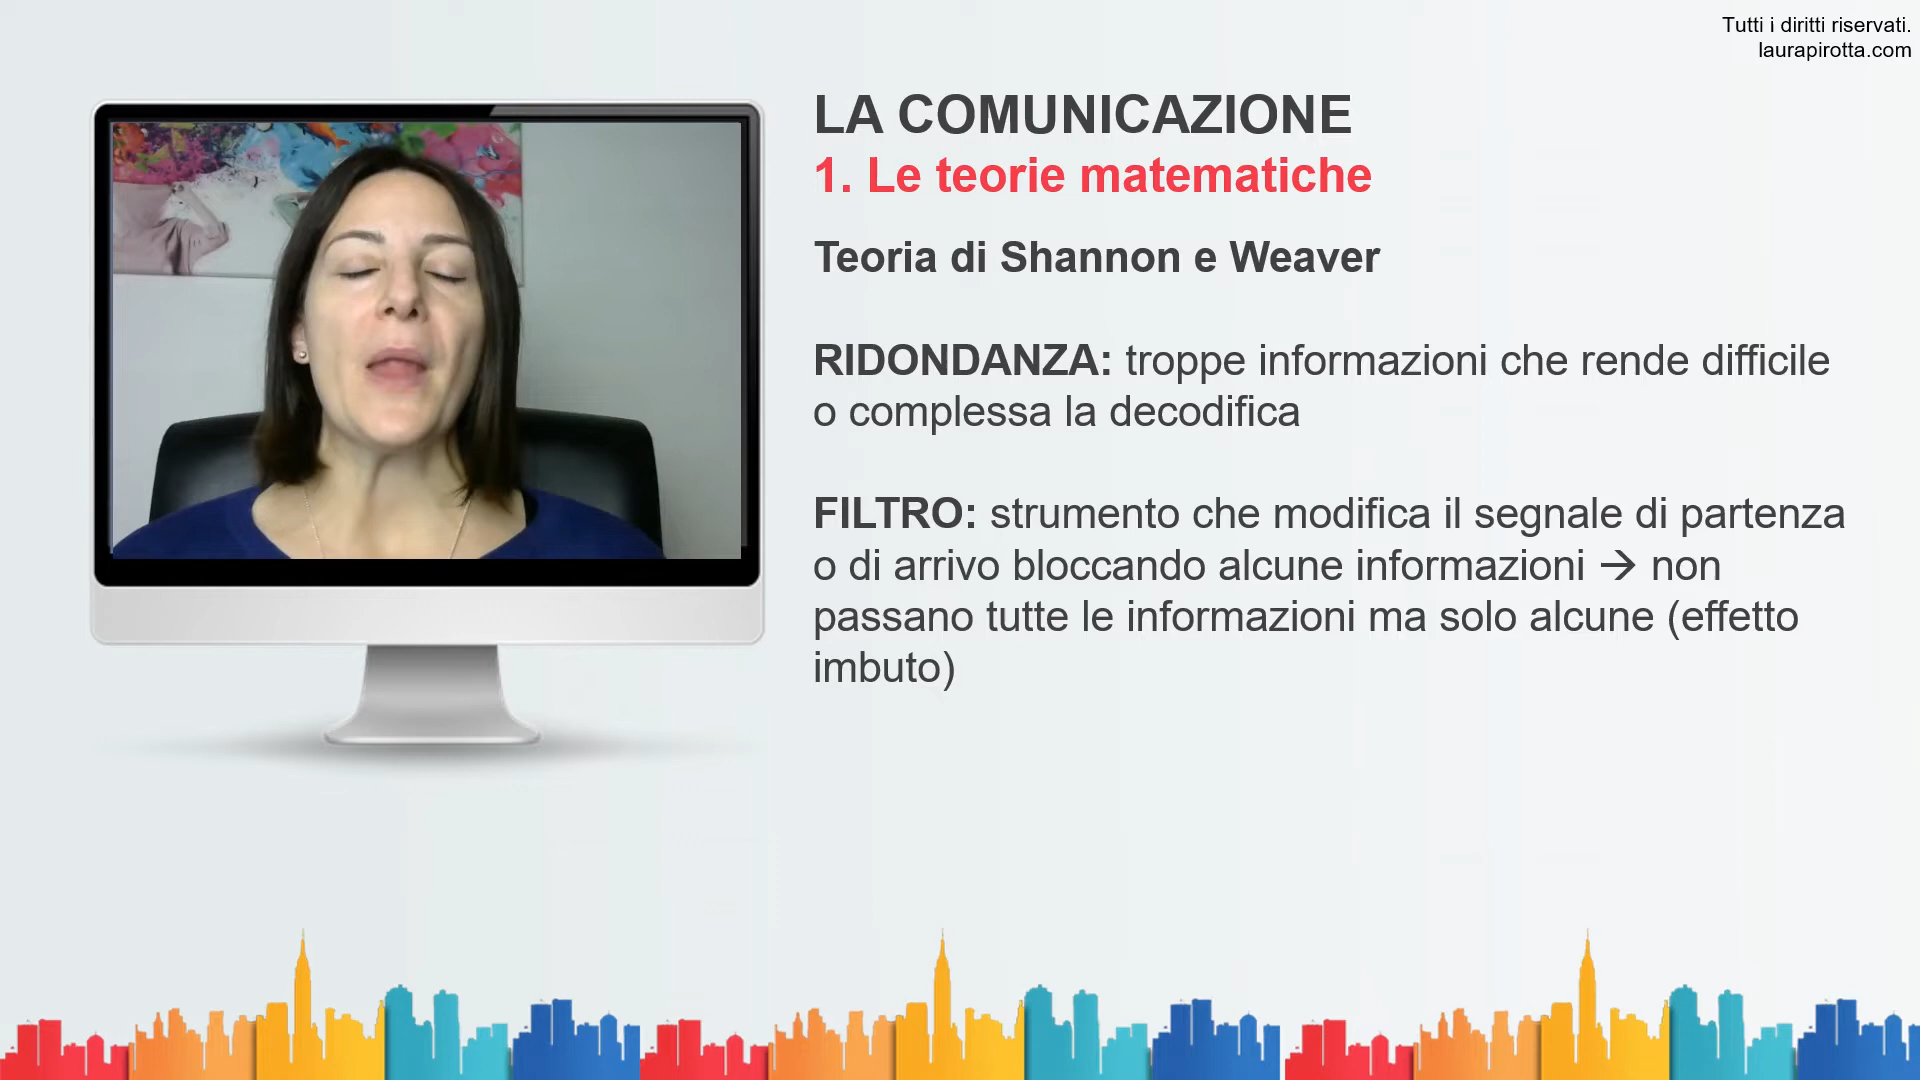 Tutti i diritti riservati.
laurapirotta.com
LA COMUNICAZIONE
1. Le teorie matematiche
Teoria di Shannon e Weaver
RIDONDANZA: troppe informazioni che rende difficile
o complessa la decodifica
FILTRO: strumento che modifica il segnale di partenza
o di arrivo bloccando alcune informazioni → non
passano tutte le informazioni ma solo alcune (effetto
imbuto)